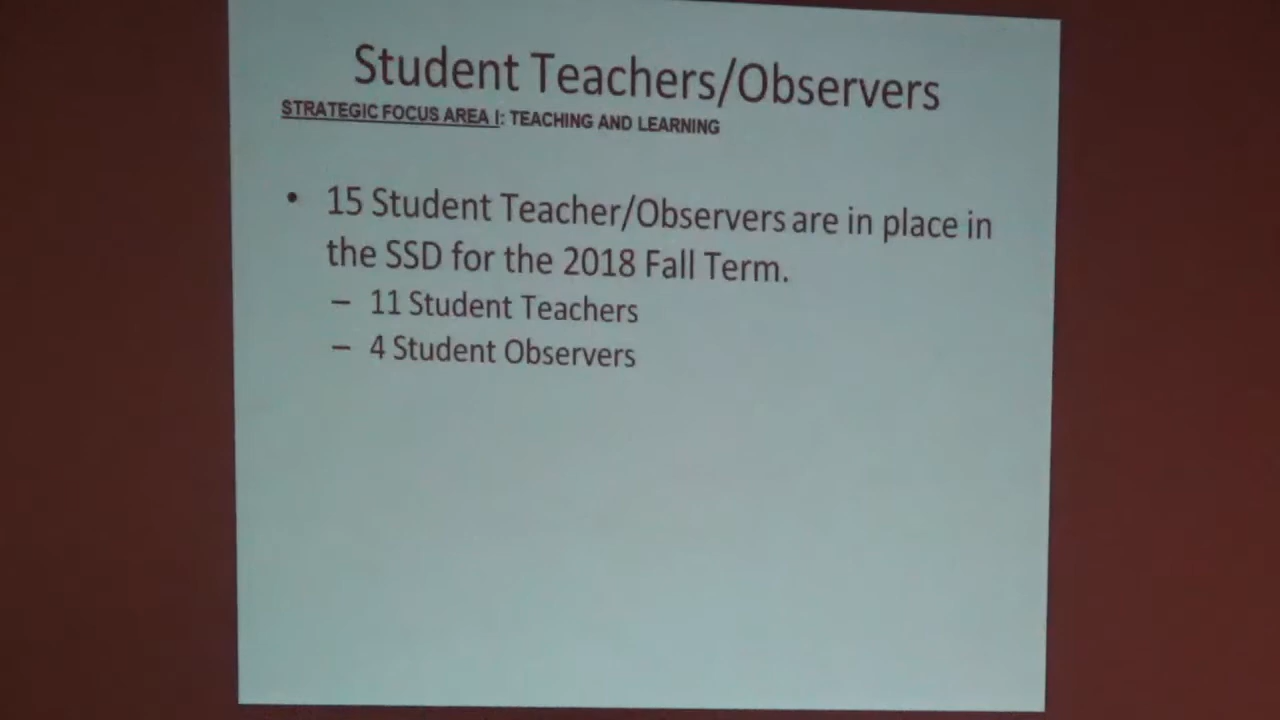 Student Teachers/Observers
STRATEGIC FOCUS AREA I: TEACHING AND LEARNING
• 15 Student Teacher/Observers are in place in
the SSD for the 2018 Fall Term.
– 11 Student Teachers
– 4 Student Observers